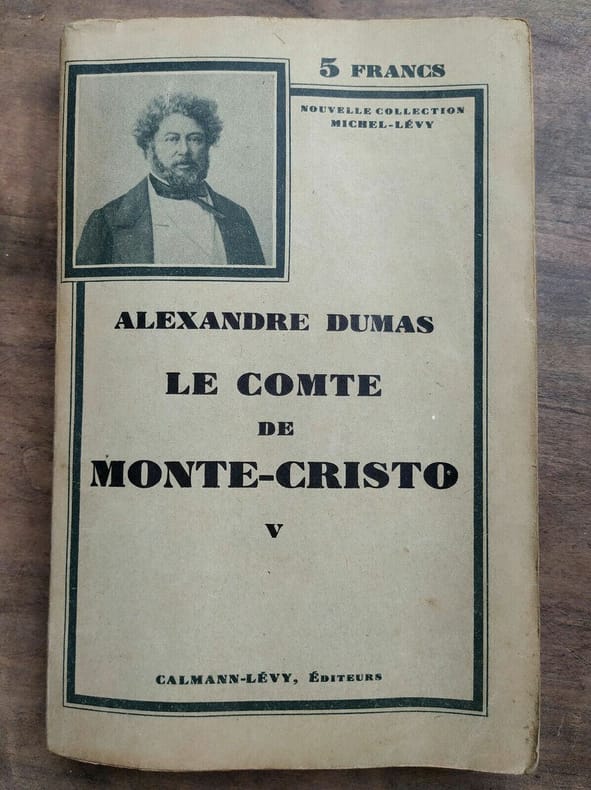 5 FRANCS
NOUVELLE COLLECTION
MICHEL-LÉVY
ALEXANDRE DUMAS
LE COMTE
DE
MONTE-CRISTO
V
CALMANN-LÉVY, ÉDITEURS